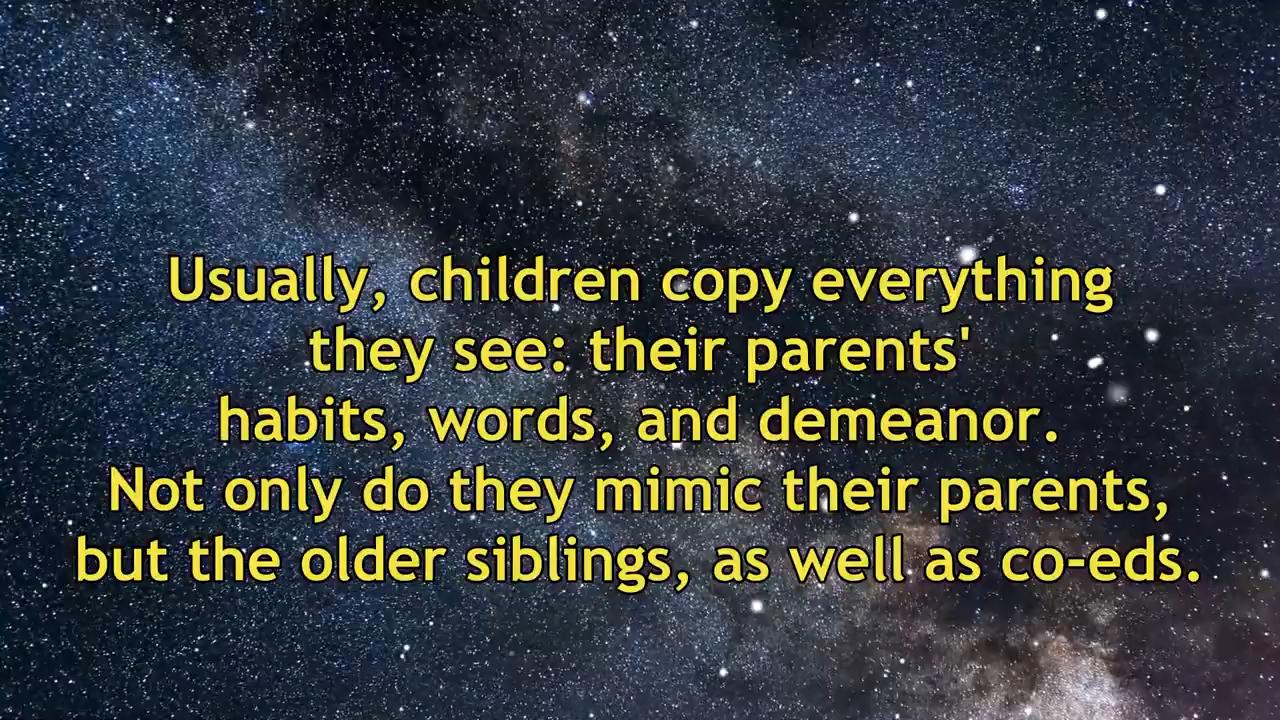 Usually, children copy everything
they see: their parents'
habits, words, and demeanor.
Not only do they mimic their parents,
but the older siblings, as well as co-eds.